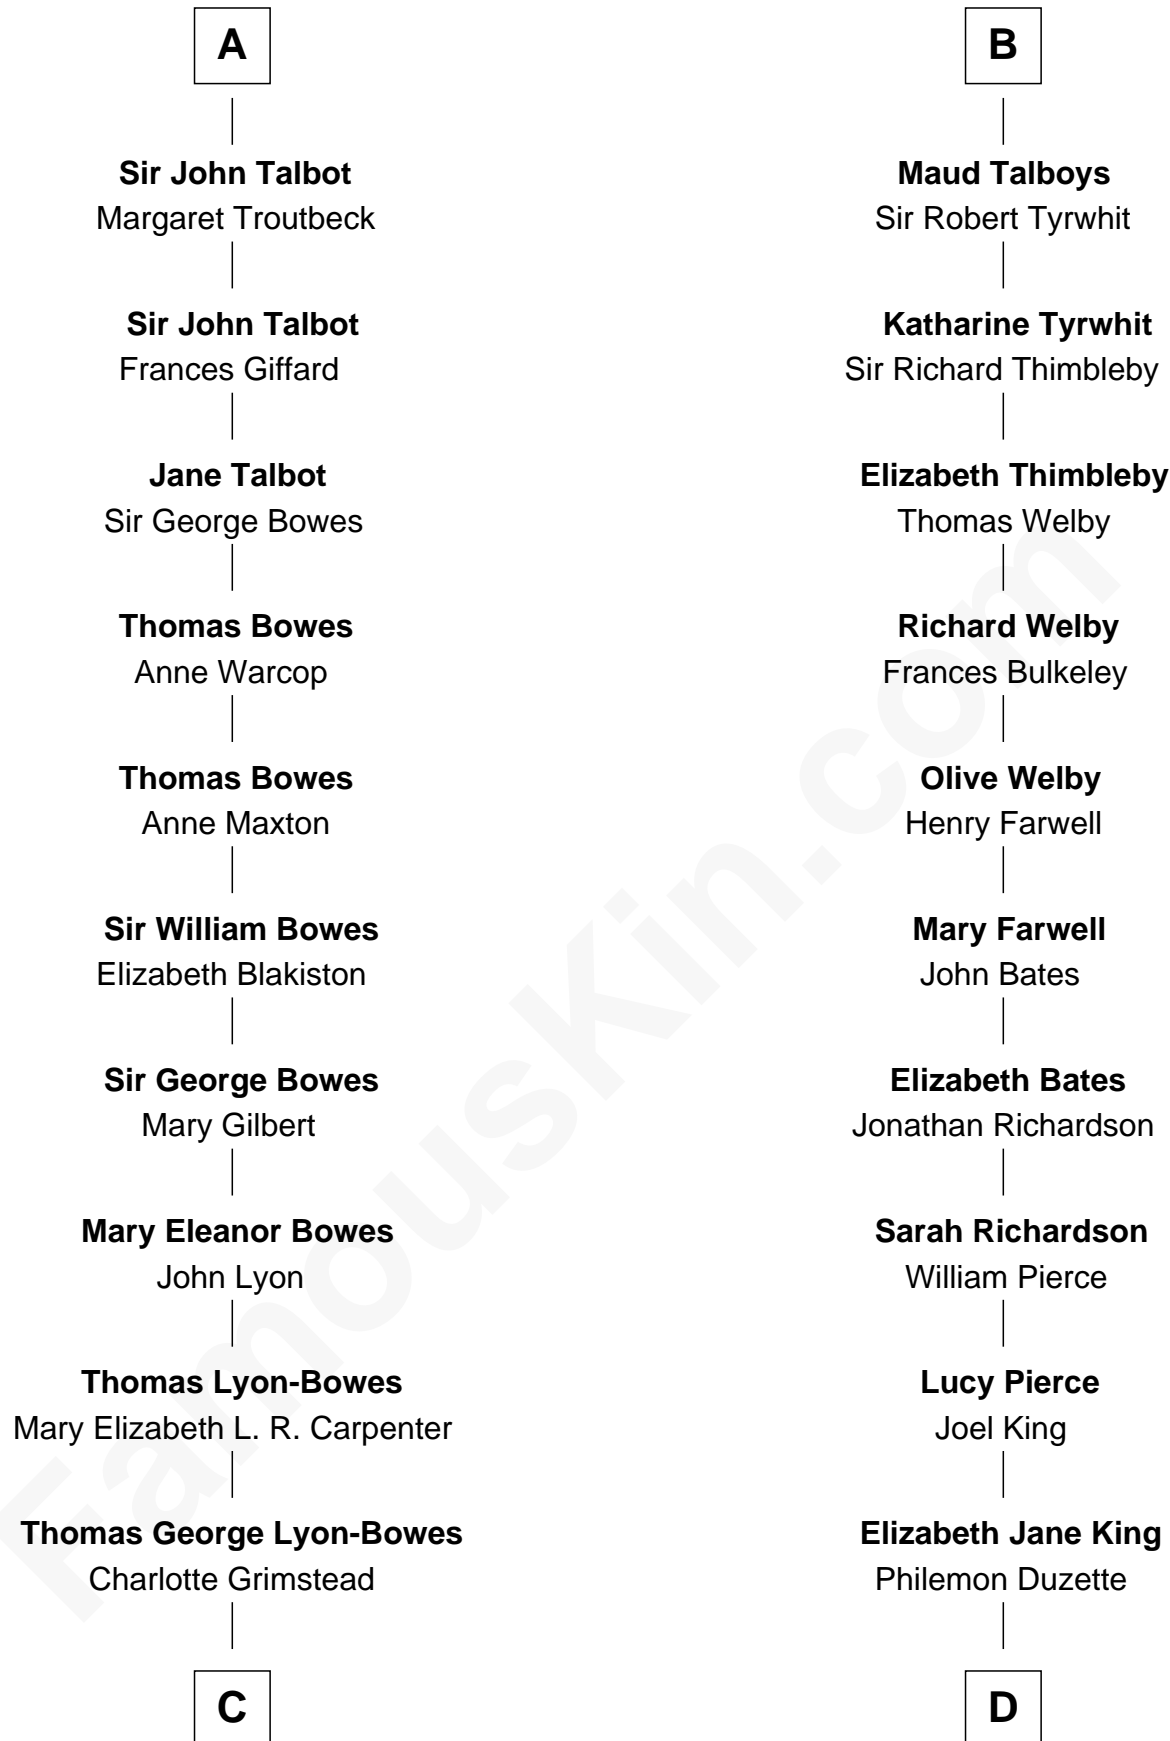 A
Sir John Talbot
Margaret Troutbeck
Sir John Talbot
Frances Giffard
Jane Talbot
Sir George Bowes
Thomas Bowes
Anne Warcop
Thomas Bowes
Anne Maxton
Sir William Bowes
Elizabeth Blakiston
Sir George Bowes
Mary Gilbert
Mary Eleanor Bowes
John Lyon
Thomas Lyon-Bowes
Mary Elizabeth L. R. Carpenter
Thomas George Lyon-Bowes
Charlotte Grimstead
C
B
Maud Talboys
Sir Robert Tyrwhit
Katharine Tyrwhit
Sir Richard Thimbleby
Elizabeth Thimbleby
Thomas Welby
Richard Welby
Frances Bulkeley
Olive Welby
Henry Farwell
Mary Farwell
John Bates
Elizabeth Bates
Jonathan Richardson
Sarah Richardson
William Pierce
Lucy Pierce
Joel King
Elizabeth Jane King
Philemon Duzette
D
FamousKin.com